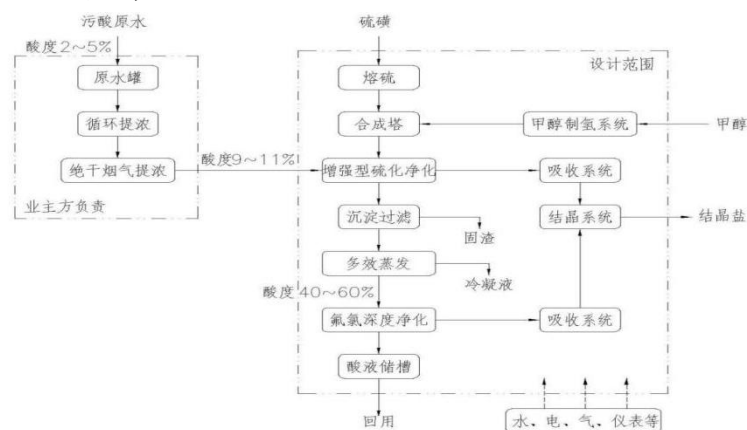 污酸原水
硫磺
酸度2～5%
设计范围
原水罐
熔硫
循环提浓
合成塔
甲醇制氢系统
甲醇
绝干烟气提浓
酸度9～11%
增强型硫化净化
吸收系统
业主方负责
沉淀过滤
结晶系统
结晶盐
固渣
多效蒸发
冷凝液
酸度40～60%
氟氯深度净化
吸收系统
酸液储槽
回用
水、电、气、仪表等